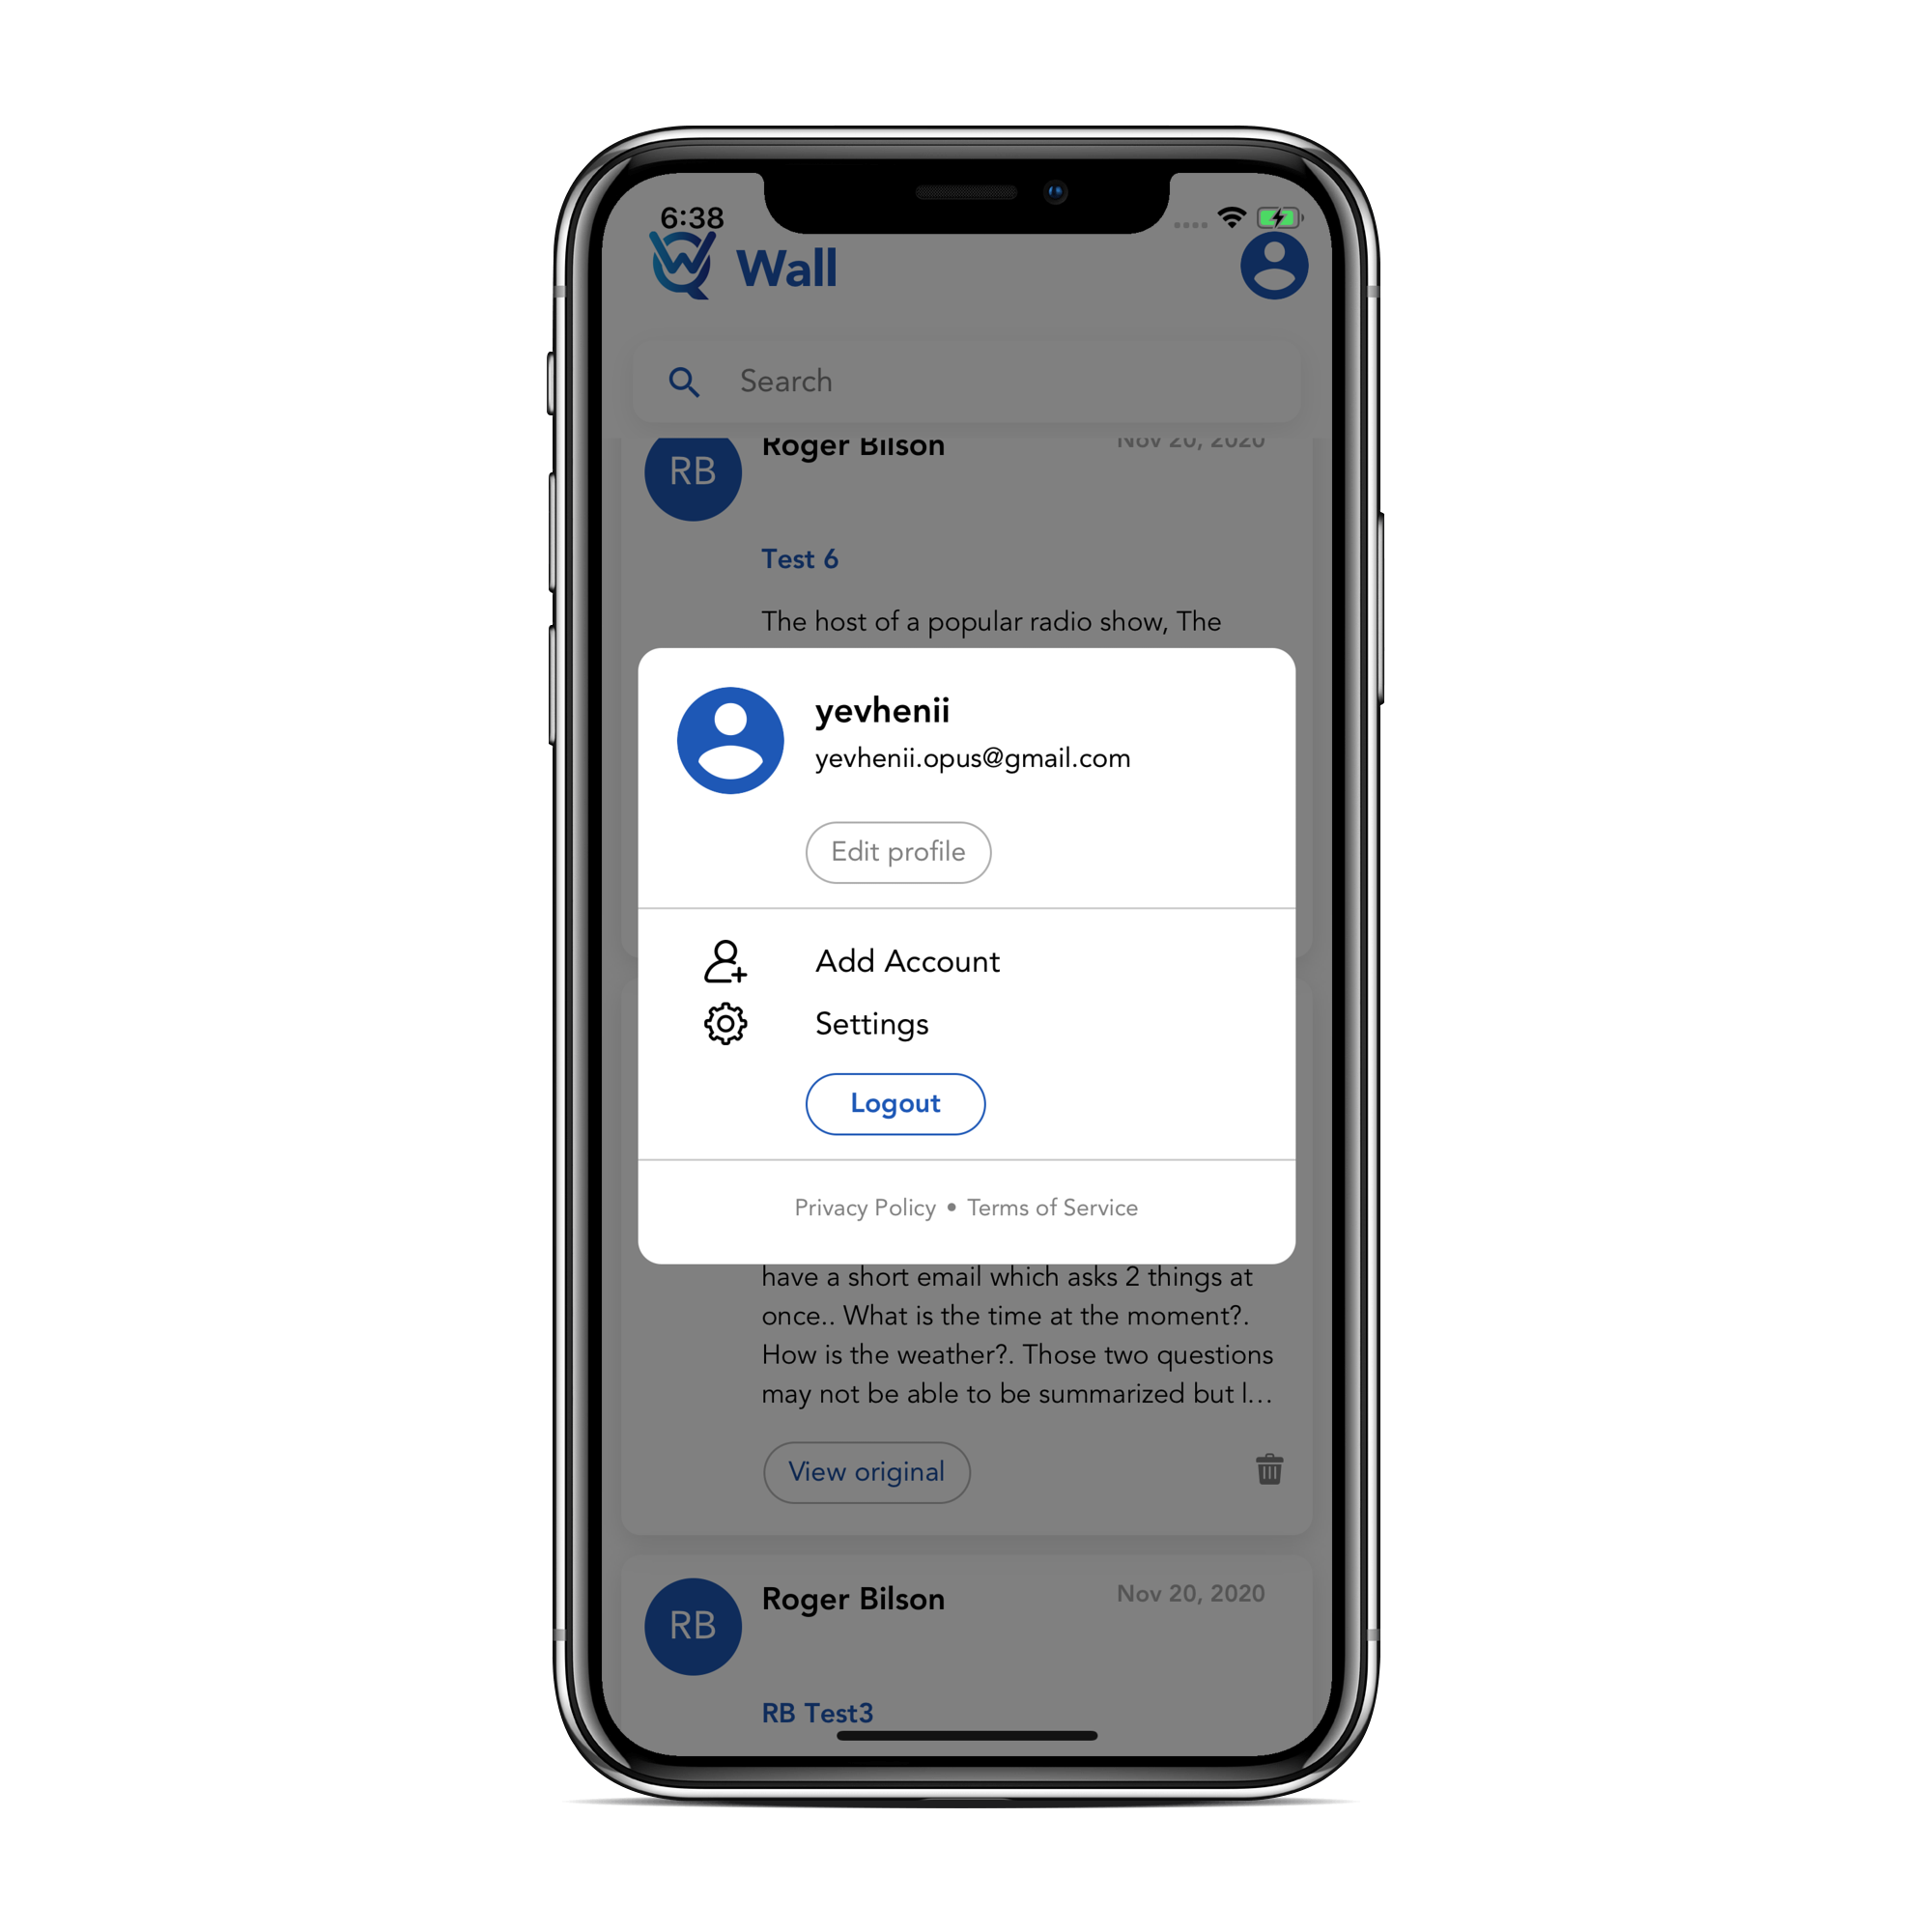 6:38
Wall
Search
RB
Roger Bilson
Nov 20, 2020
Test 6
The host of a popular radio show, The
yevhenii
yevhenii.opus@gmail.com
Edit profile
Add Account
Settings
Logout
Privacy Policy • Terms of Service
have a short email which asks 2 things at
once.. What is the time at the moment?.
How is the weather?. Those two questions
may not be able to be summarized but l...
View original
RB
Roger Bilson
Nov 20, 2020
RB Test3